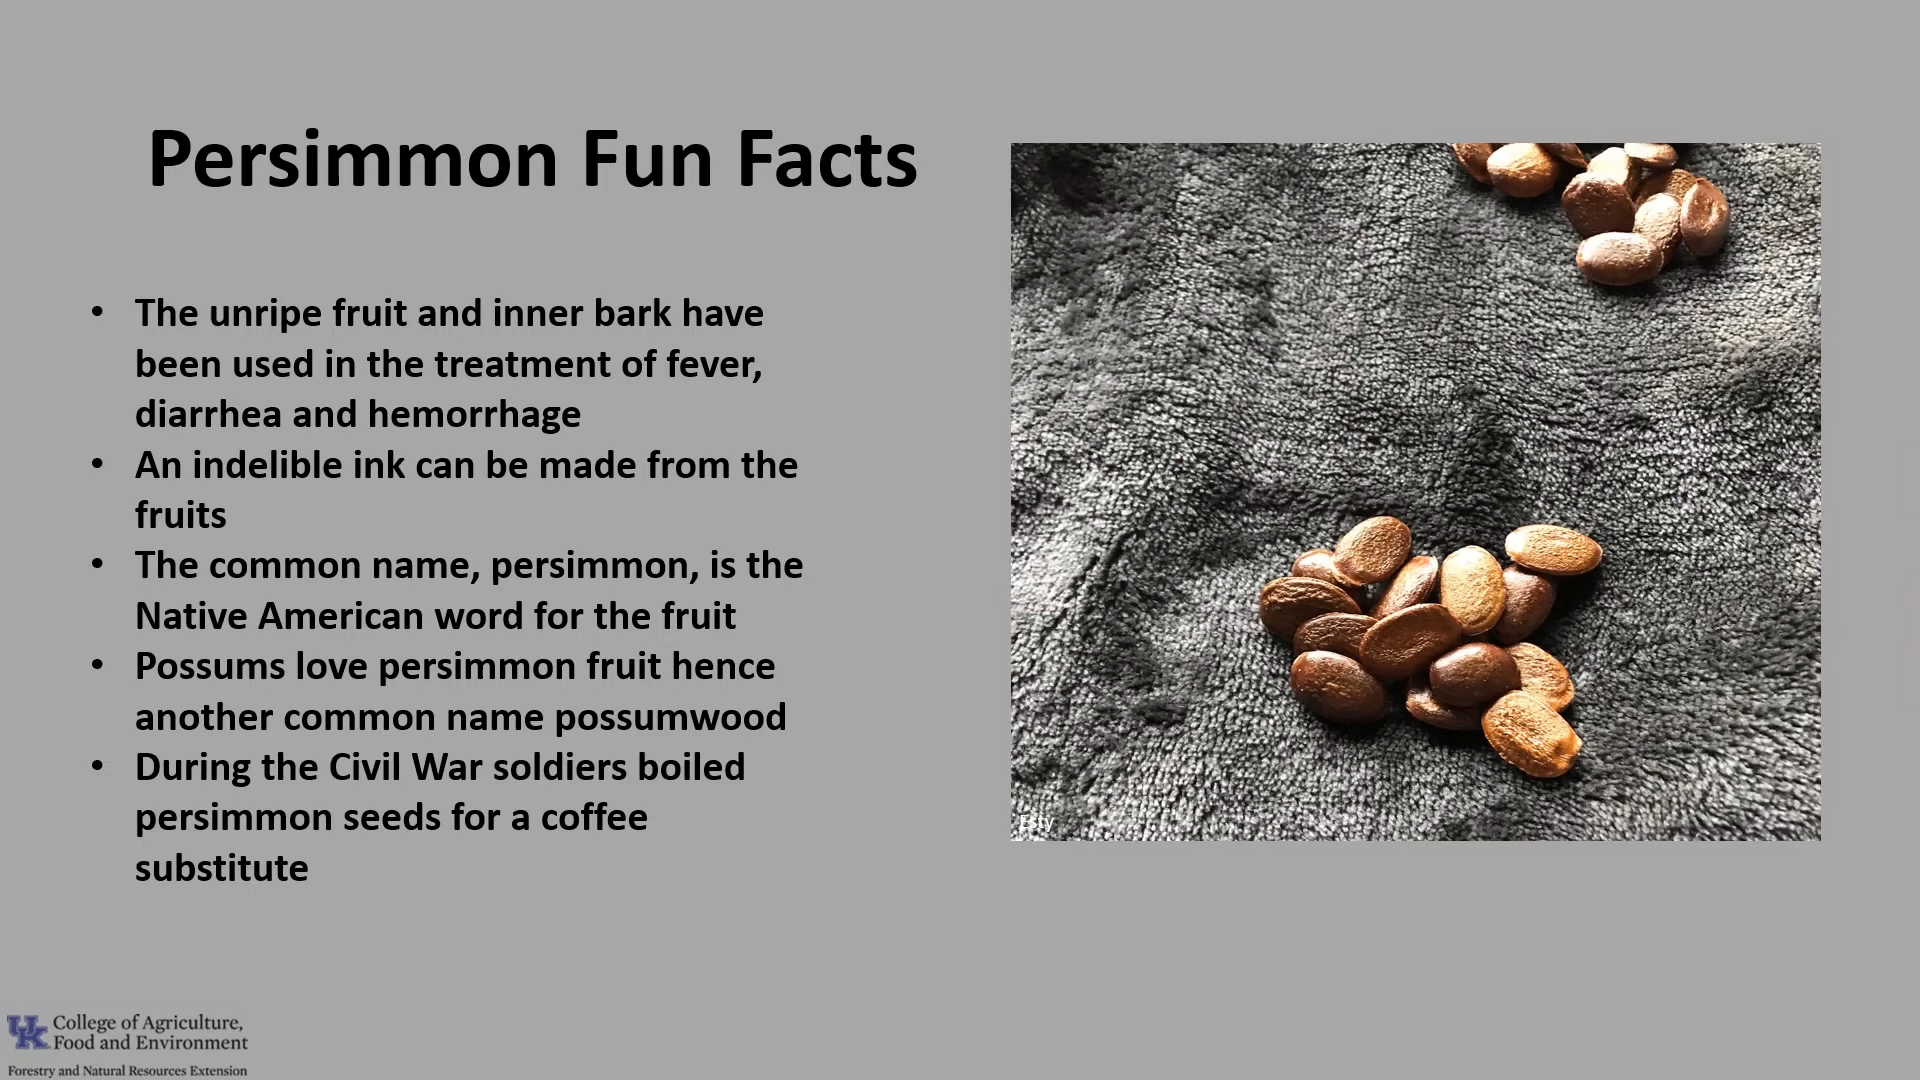 Persimmon Fun Facts
• The unripe fruit and inner bark have
been used in the treatment of fever,
diarrhea and hemorrhage
• An indelible ink can be made from the
fruits
• The common name, persimmon, is the
Native American word for the fruit
• Possums love persimmon fruit hence
another common name possumwood
• During the Civil War soldiers boiled
persimmon seeds for a coffee
substitute
Esty
UK College of Agriculture,
Food and Environment
Forestry and Natural Resources Extension